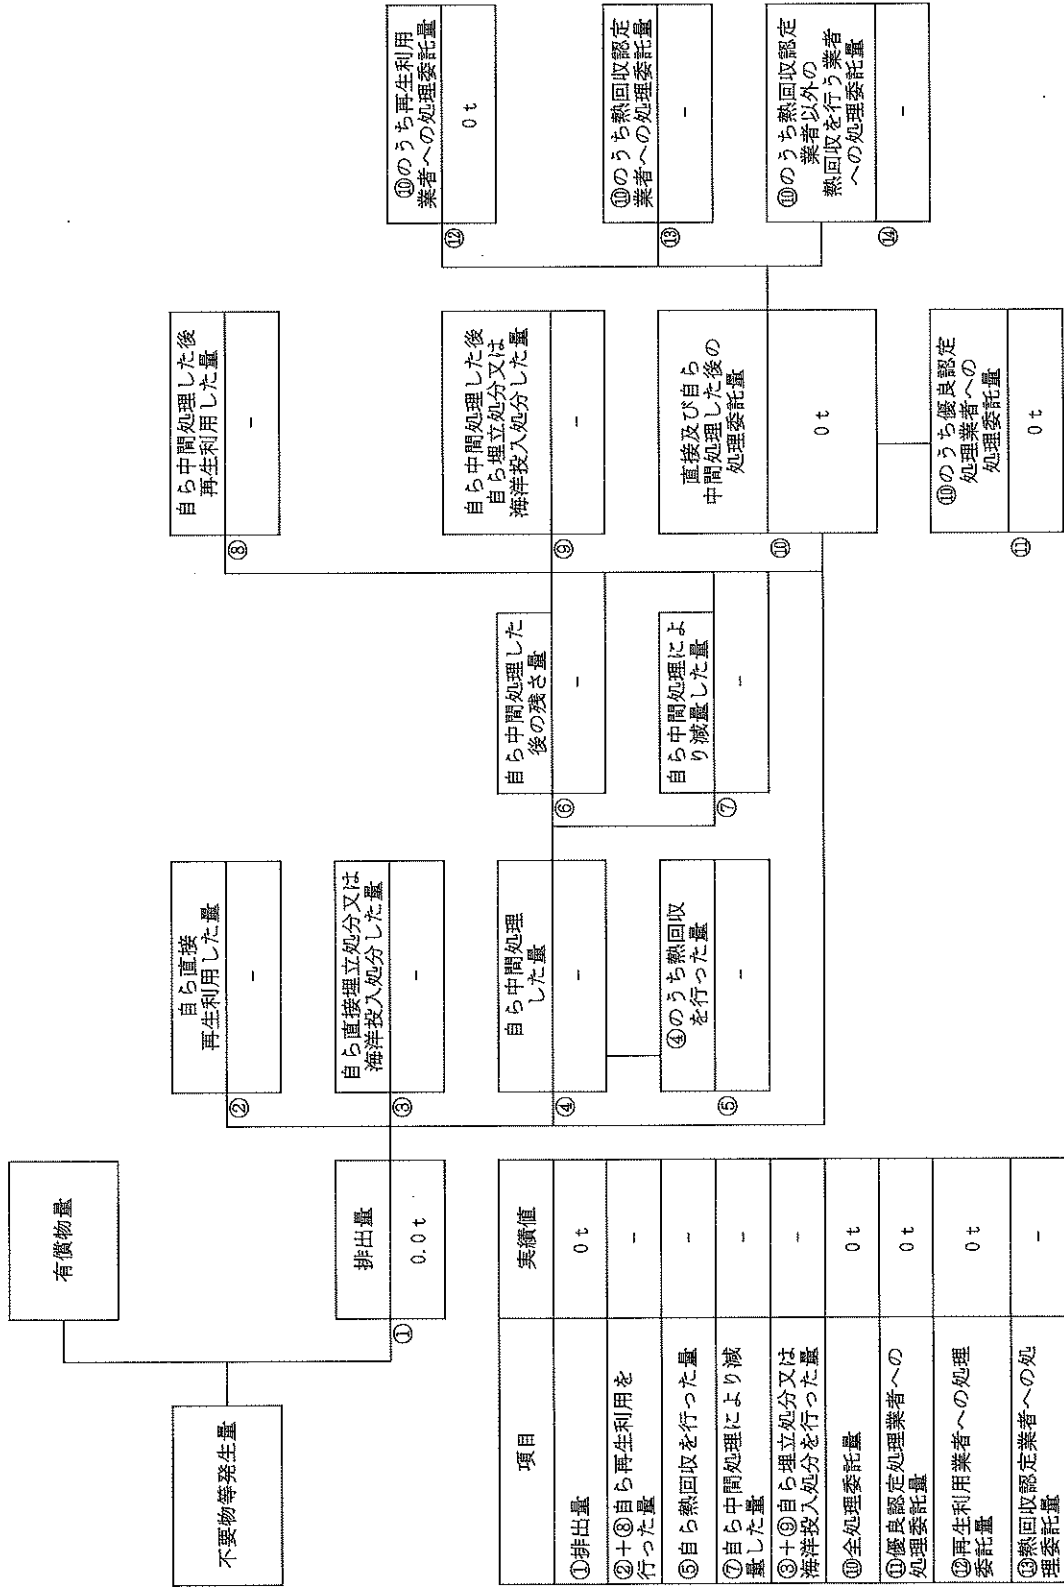 不要物等発生量
有償物量
排出量
①
0.0 t
自ら直接
再生利用した量
②
-
自ら直接埋立処分又は
海洋投入処分した量
③
-
自ら中間処理
した量
④
-
④のうち熱回収
を行った量
⑤
-
自ら中間処理した
後の残さ量
⑥
-
自ら中間処理によ
り減量した量
⑦
-
自ら中間処理した後
再生利用した量
⑧
-
自ら中間処理した後
自ら埋立処分又は
海洋投入処分した量
⑨
-
直接及び自ら
中間処理した後の
処理委託量
⑩
0 t
⑩のうち優良認定
処理業者への
処理委託量
⑪
0 t
⑩のうち再生利用
業者への処理委託量
⑫
0 t
⑩のうち熱回収認定
業者への処理委託量
⑬
-
⑩のうち熱回収認定
業者以外の
熱回収を行う業者
への処理委託量
⑭
-
項目 実績値
①排出量 0 t
②+⑧自ら再生利用を
行った量 -
⑤自ら熱回収を行った量 -
⑦自ら中間処理により減
量した量 -
③+⑨自ら埋立処分又は
海洋投入処分を行った量 -
⑩全処理委託量 0 t
⑪優良認定処理業者への
処理委託量 0 t
⑫再生利用業者への処理
委託量 0 t
⑬熱回収認定業者への処
理委託量 -